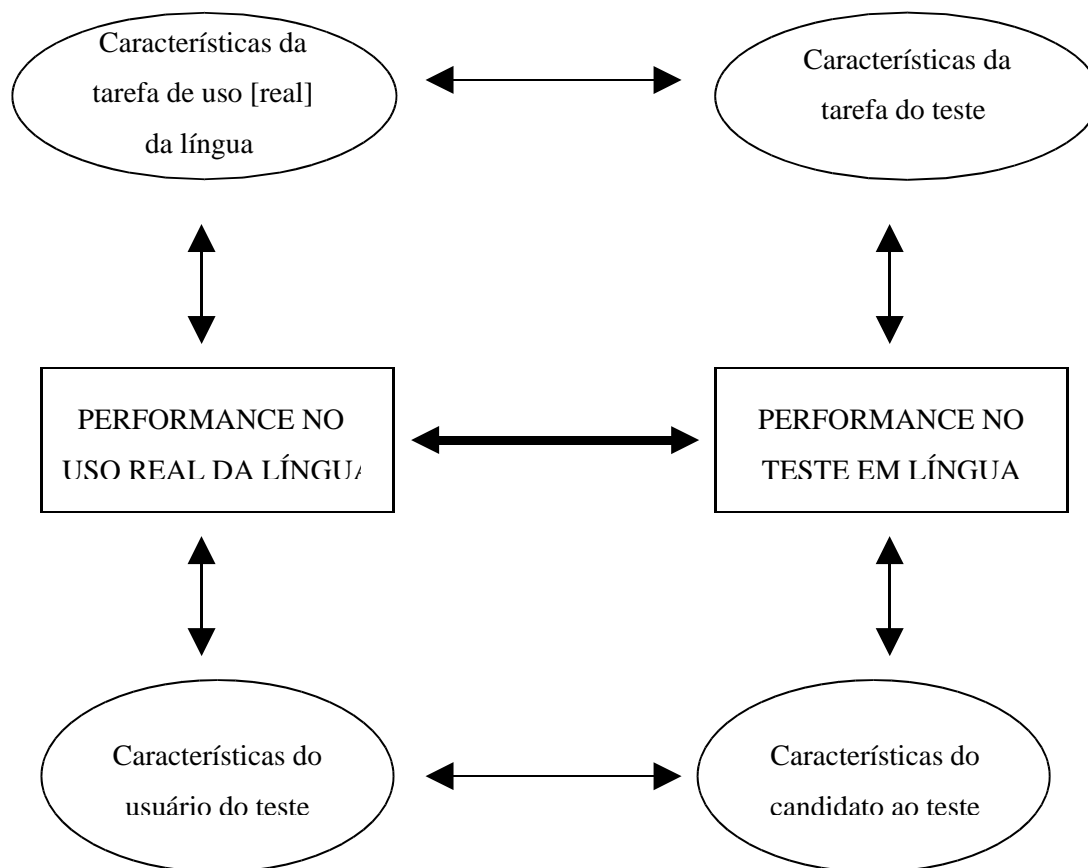 Características da
tarefa de uso [real]
da língua
Características da
tarefa do teste
PERFORMANCE NO
USO REAL DA LÍNGUA
PERFORMANCE NO
TESTE EM LÍNGUA
Características do
usuário do teste
Características do
candidato ao teste